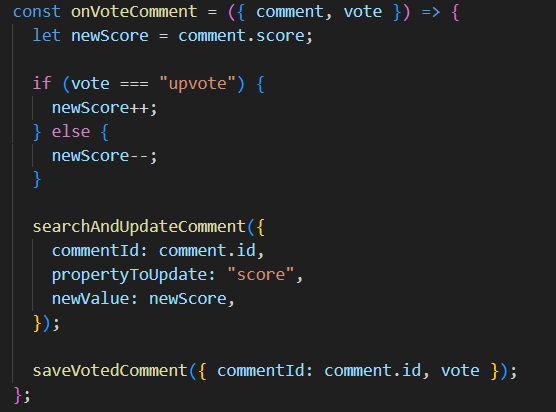 const onVoteComment = ({ comment, vote }) => {
let newScore = comment.score;
if (vote === "upvote") {
newScore++;
} else {
newScore--;
}
searchAndUpdateComment({
commentId: comment.id,
propertyToUpdate: "score",
newValue: newScore,
});
saveVotedComment({ commentId: comment.id, vote });
};